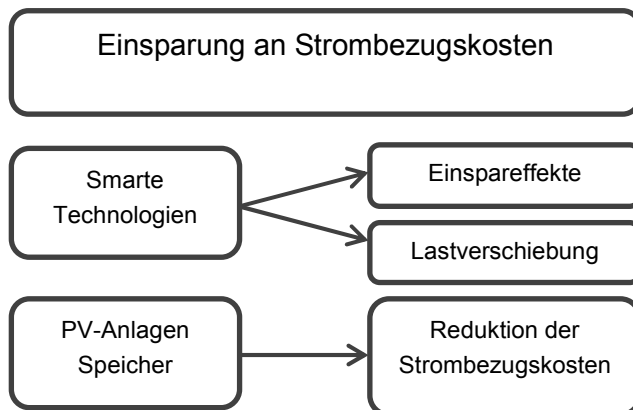 Einsparung an Strombezugskosten
Smarte
Technologien
Einspareffekte
Lastverschiebung
PV-Anlagen
Speicher
Reduktion der
Strombezugskosten